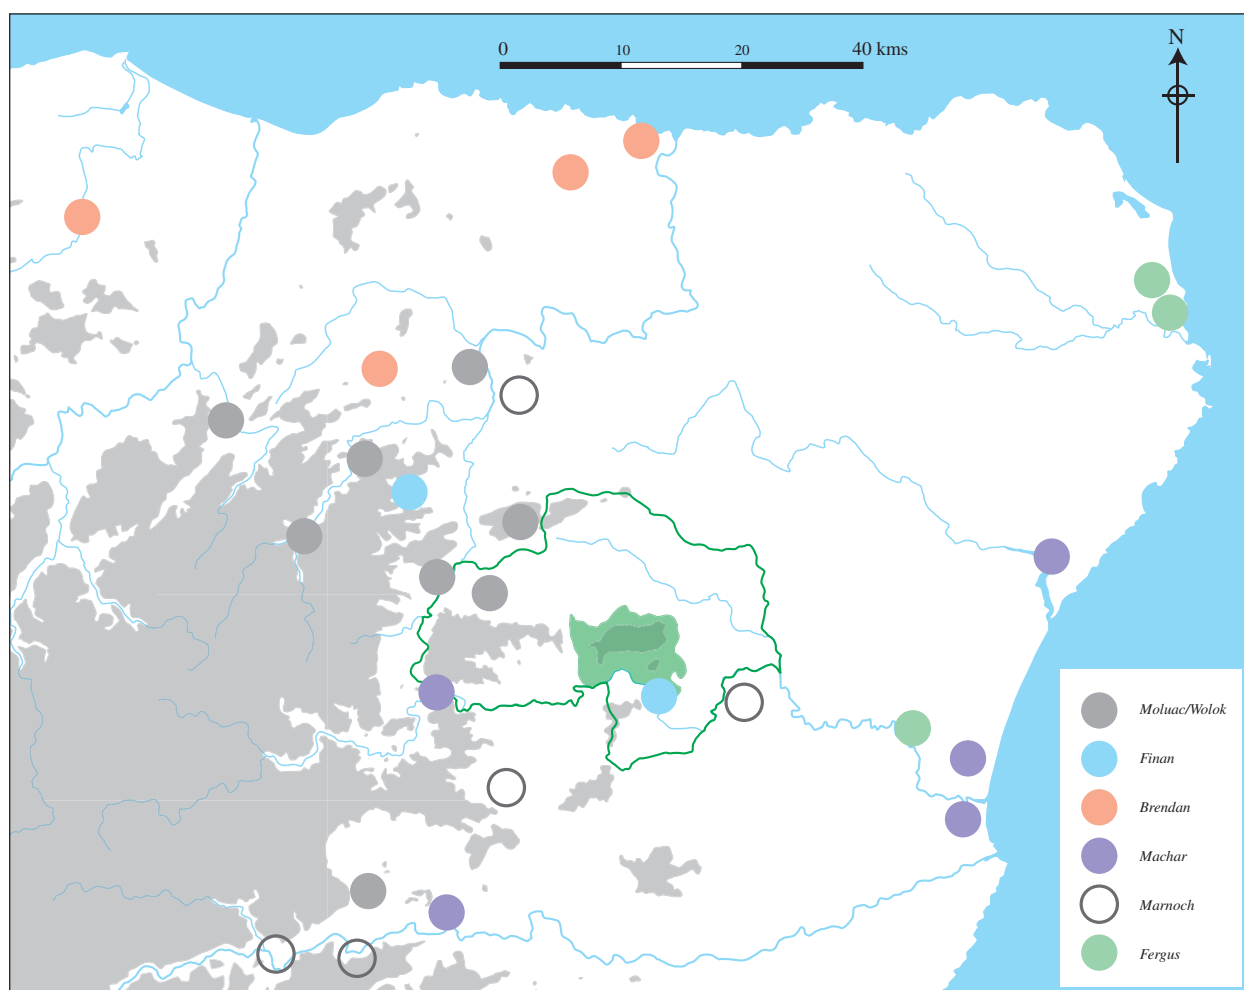 0 10 20 40 kms
N
Moluac/Wolok
Finan
Brendan
Machar
Marnoch
Fergus